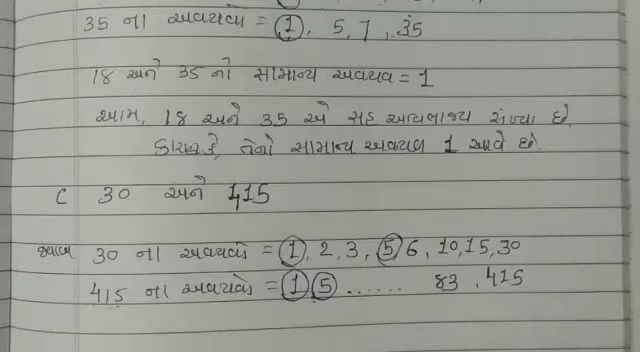 35 ના અવયવો = 1, 5, 7, 35
18 અને 35 નો સામાન્ય અવયવ = 1
આમ, 18 અને 35 એ સહ અવિભાજ્ય સંખ્યા છે.
કારણકે, તેનો સામાન્ય અવયવ 1 આવે છે.
C 30 અને 415
જવાબ 30 ના અવયવો = 1, 2, 3, 5 6, 10, 15, 30
415 ના અવયવો = 1 5 ...... 83, 415